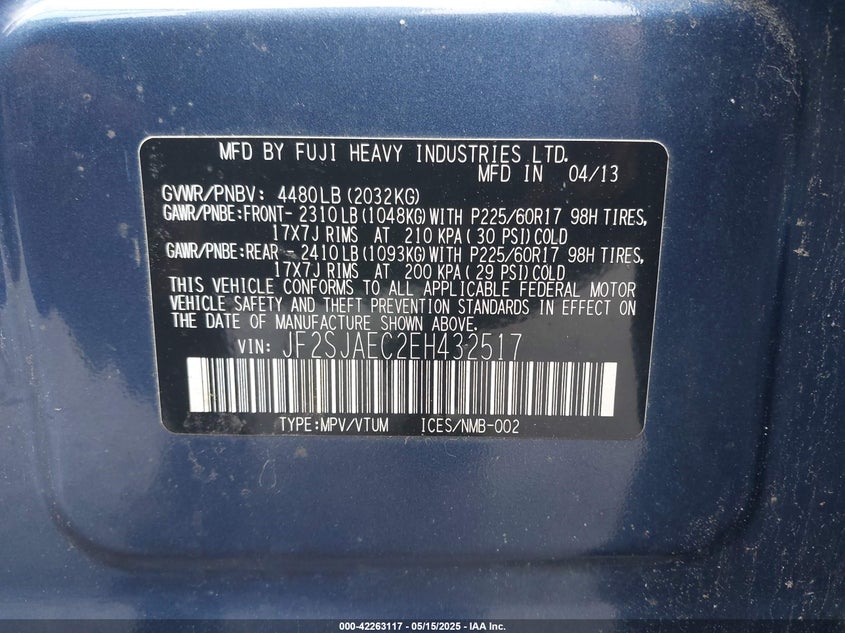 MFD BY FUJI HEAVY INDUSTRIES LTD.
MFD IN 04/13
GVWR/PNBV: 4480LB (2032KG)
GAWR/PNBE:FRONT- 2310LB (1048KG) WITH P225/60R17 98H TIRES,
17X7J RIMS AT 210 KPA ( 30 PSI) COLD
GAWR/PNBE:REAR - 2410LB (1093KG) WITH P225/60R17 98H TIRES,
17X7J RIMS AT 200 KPA ( 29 PSI) COLD
THIS VEHICLE CONFORMS TO ALL APPLICABLE FEDERAL MOTOR
VEHICLE SAFETY AND THEFT PREVENTION STANDARDS IN EFFECT ON
THE DATE OF MANUFACTURE SHOWN ABOVE.
VIN: JF2SJAEC2EH432517
TYPE:MPV/VTUM ICES/NMB-002
000-42263117 - 05/15/2025 - IAA Inc.